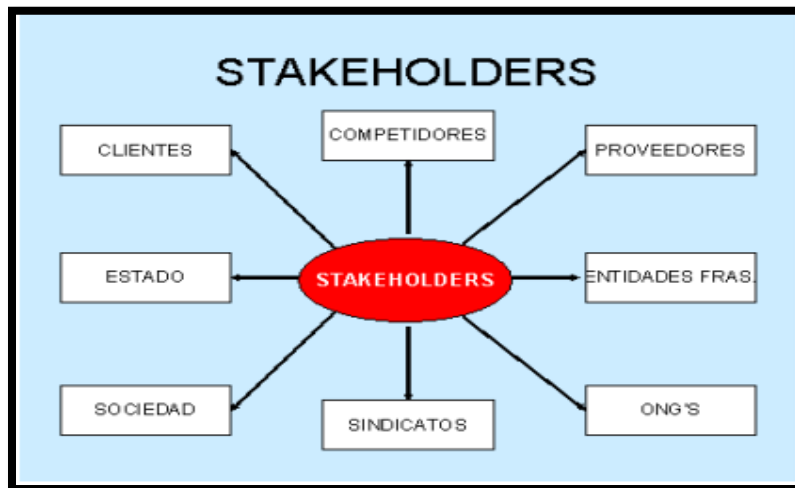 STAKEHOLDERS
CLIENTES
COMPETIDORES
PROVEEDORES
ESTADO
STAKEHOLDERS
ENTIDADES FRAS.
SOCIEDAD
SINDICATOS
ONG'S